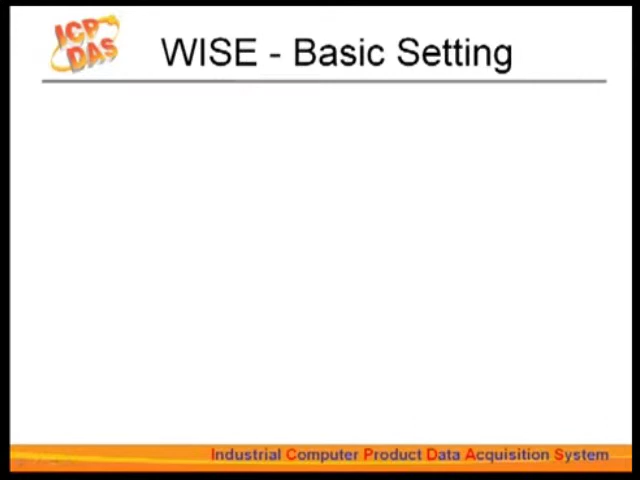 ICP
DAS
WISE - Basic Setting
Industrial Computer Product Data Acquisition System